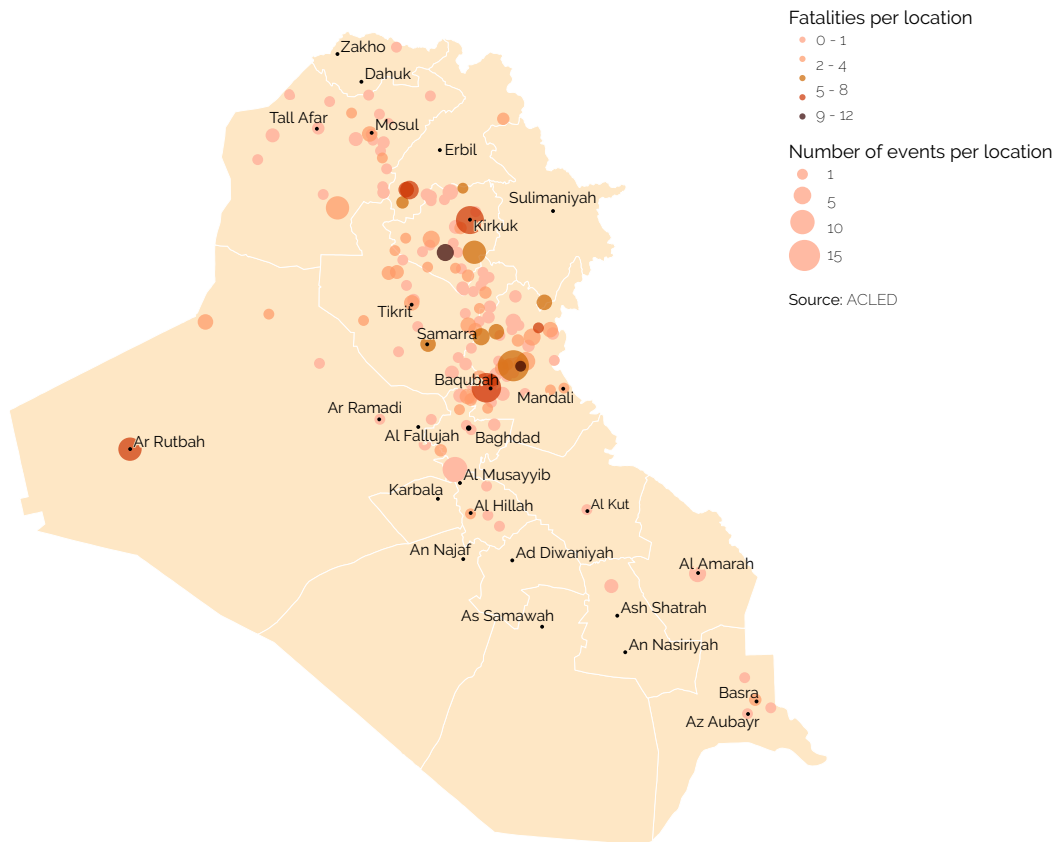 Fatalities per location
0 - 1
2 - 4
5 - 8
9 - 12
Number of events per location
1
5
10
15
Source: ACLED
Zakho
Dahuk
Tall Afar
Mosul
Erbil
Sulimaniyah
Kirkuk
Tikrit
Samarra
Baqubah
Mandali
Ar Ramadi
Al Fallujah
Baghdad
Ar Rutbah
Al Musayyib
Karbala
Al Hillah
Al Kut
An Najaf
Ad Diwaniyah
Al Amarah
As Samawah
Ash Shatrah
An Nasiriyah
Basra
Az Aubayr